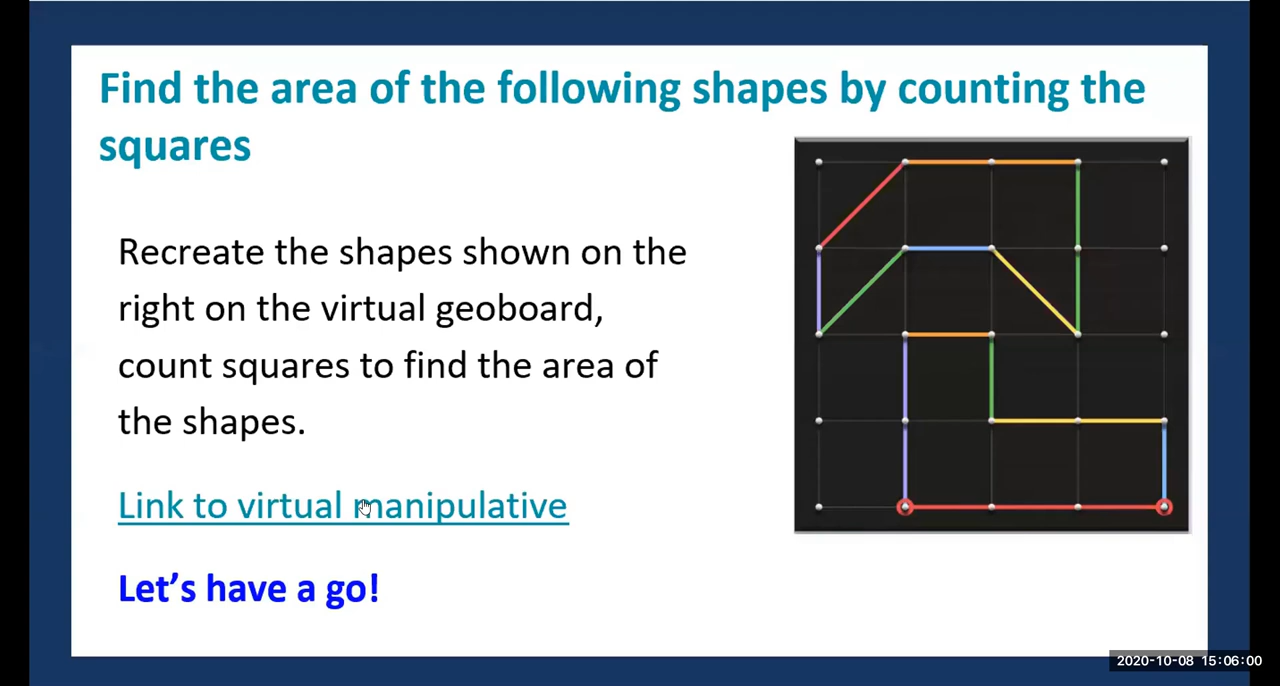 Find the area of the following shapes by counting the
squares
Recreate the shapes shown on the
right on the virtual geoboard,
count squares to find the area of
the shapes.
Link to virtual manipulative
Let’s have a go!
2020-10-08 15:06:00